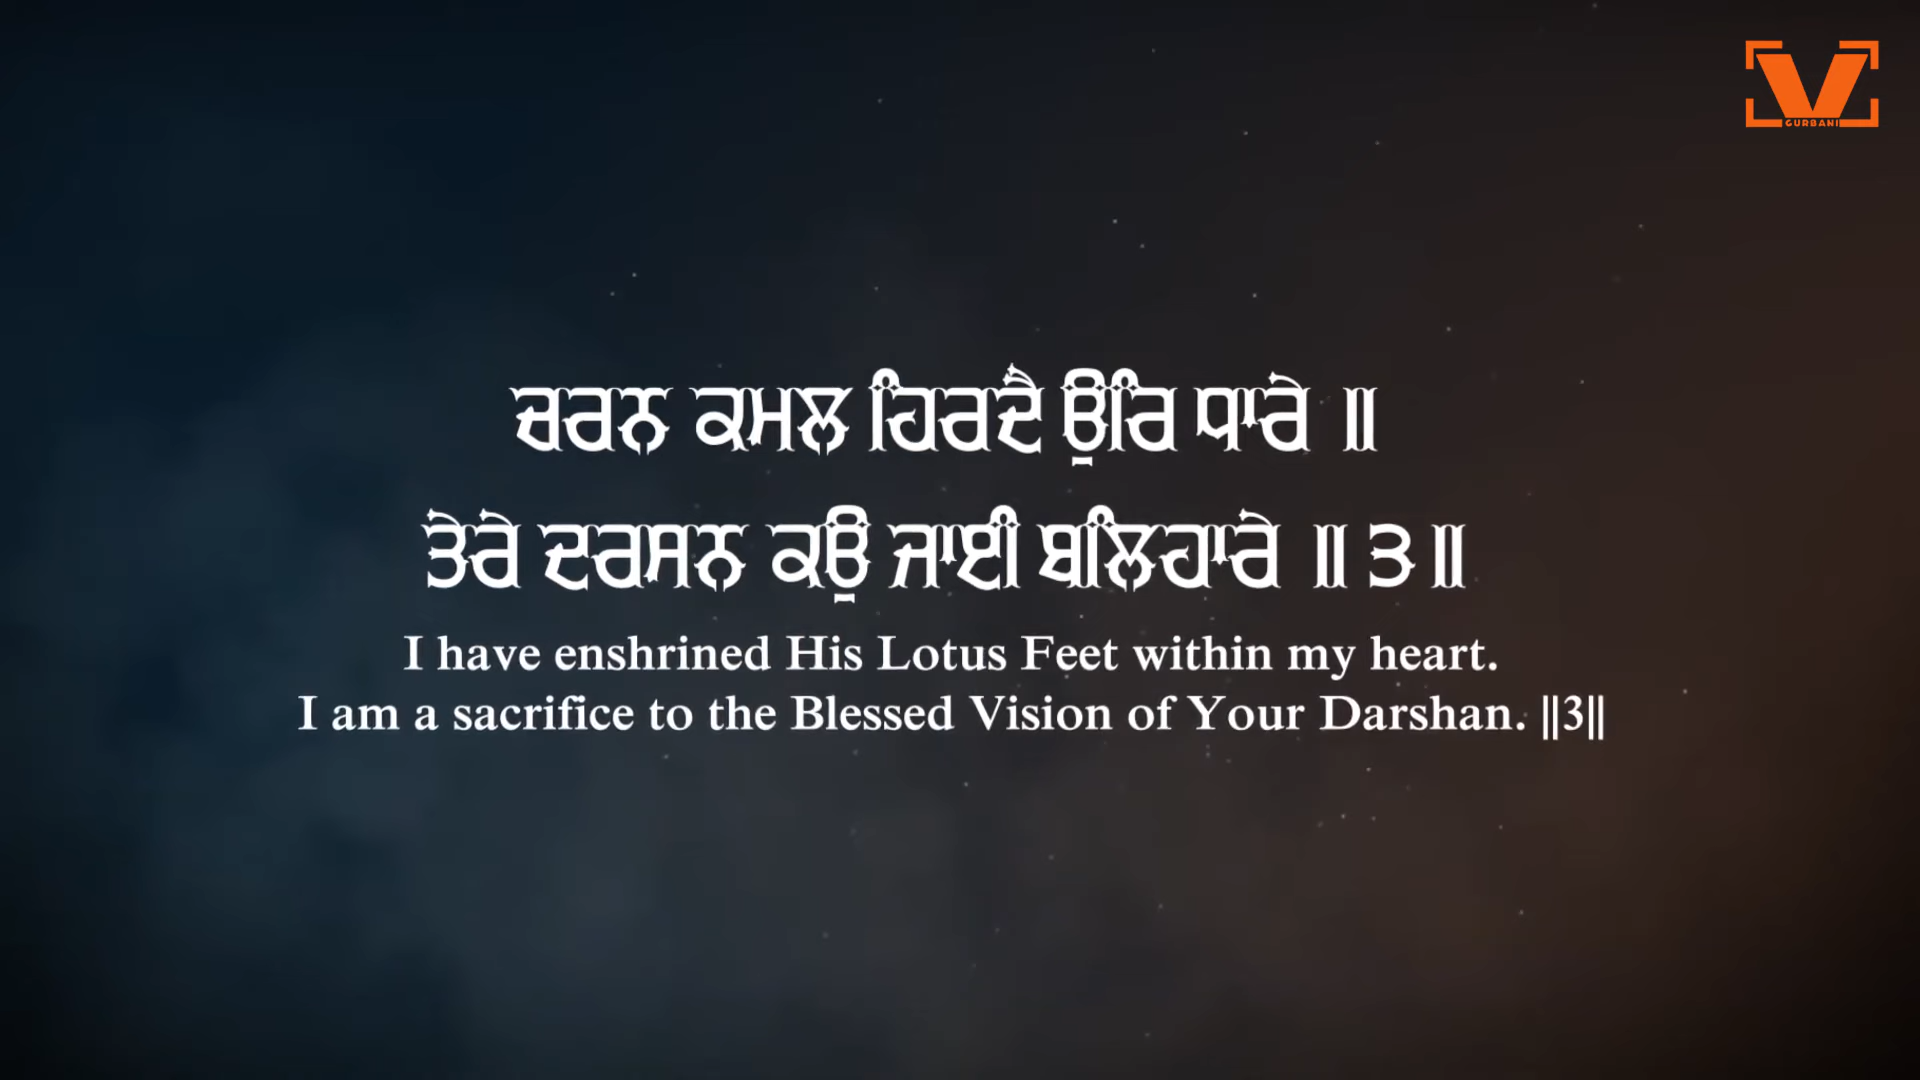 GURBANI
ਚਰਨ ਕਮਲ ਹਿਰਦੈ ਉਰਿ ਧਾਰੇ ॥
ਤੇਰੇ ਦਰਸਨ ਕਉ ਜਾਈ ਬਲਿਹਾਰੇ ॥੩॥
I have enshrined His Lotus Feet within my heart.
I am a sacrifice to the Blessed Vision of Your Darshan. ||3||